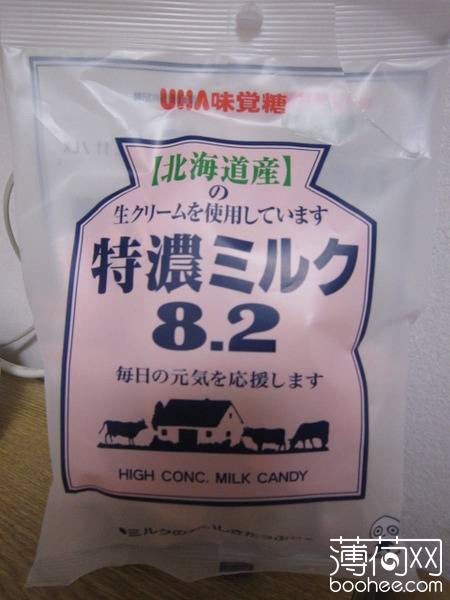 UHA味覚糖
【北海道産】
の
生クリームを使用しています
特濃ミルク
8.2
毎日の元気を応援します
HIGH CONC. MILK CANDY
薄荷网
boohee.com